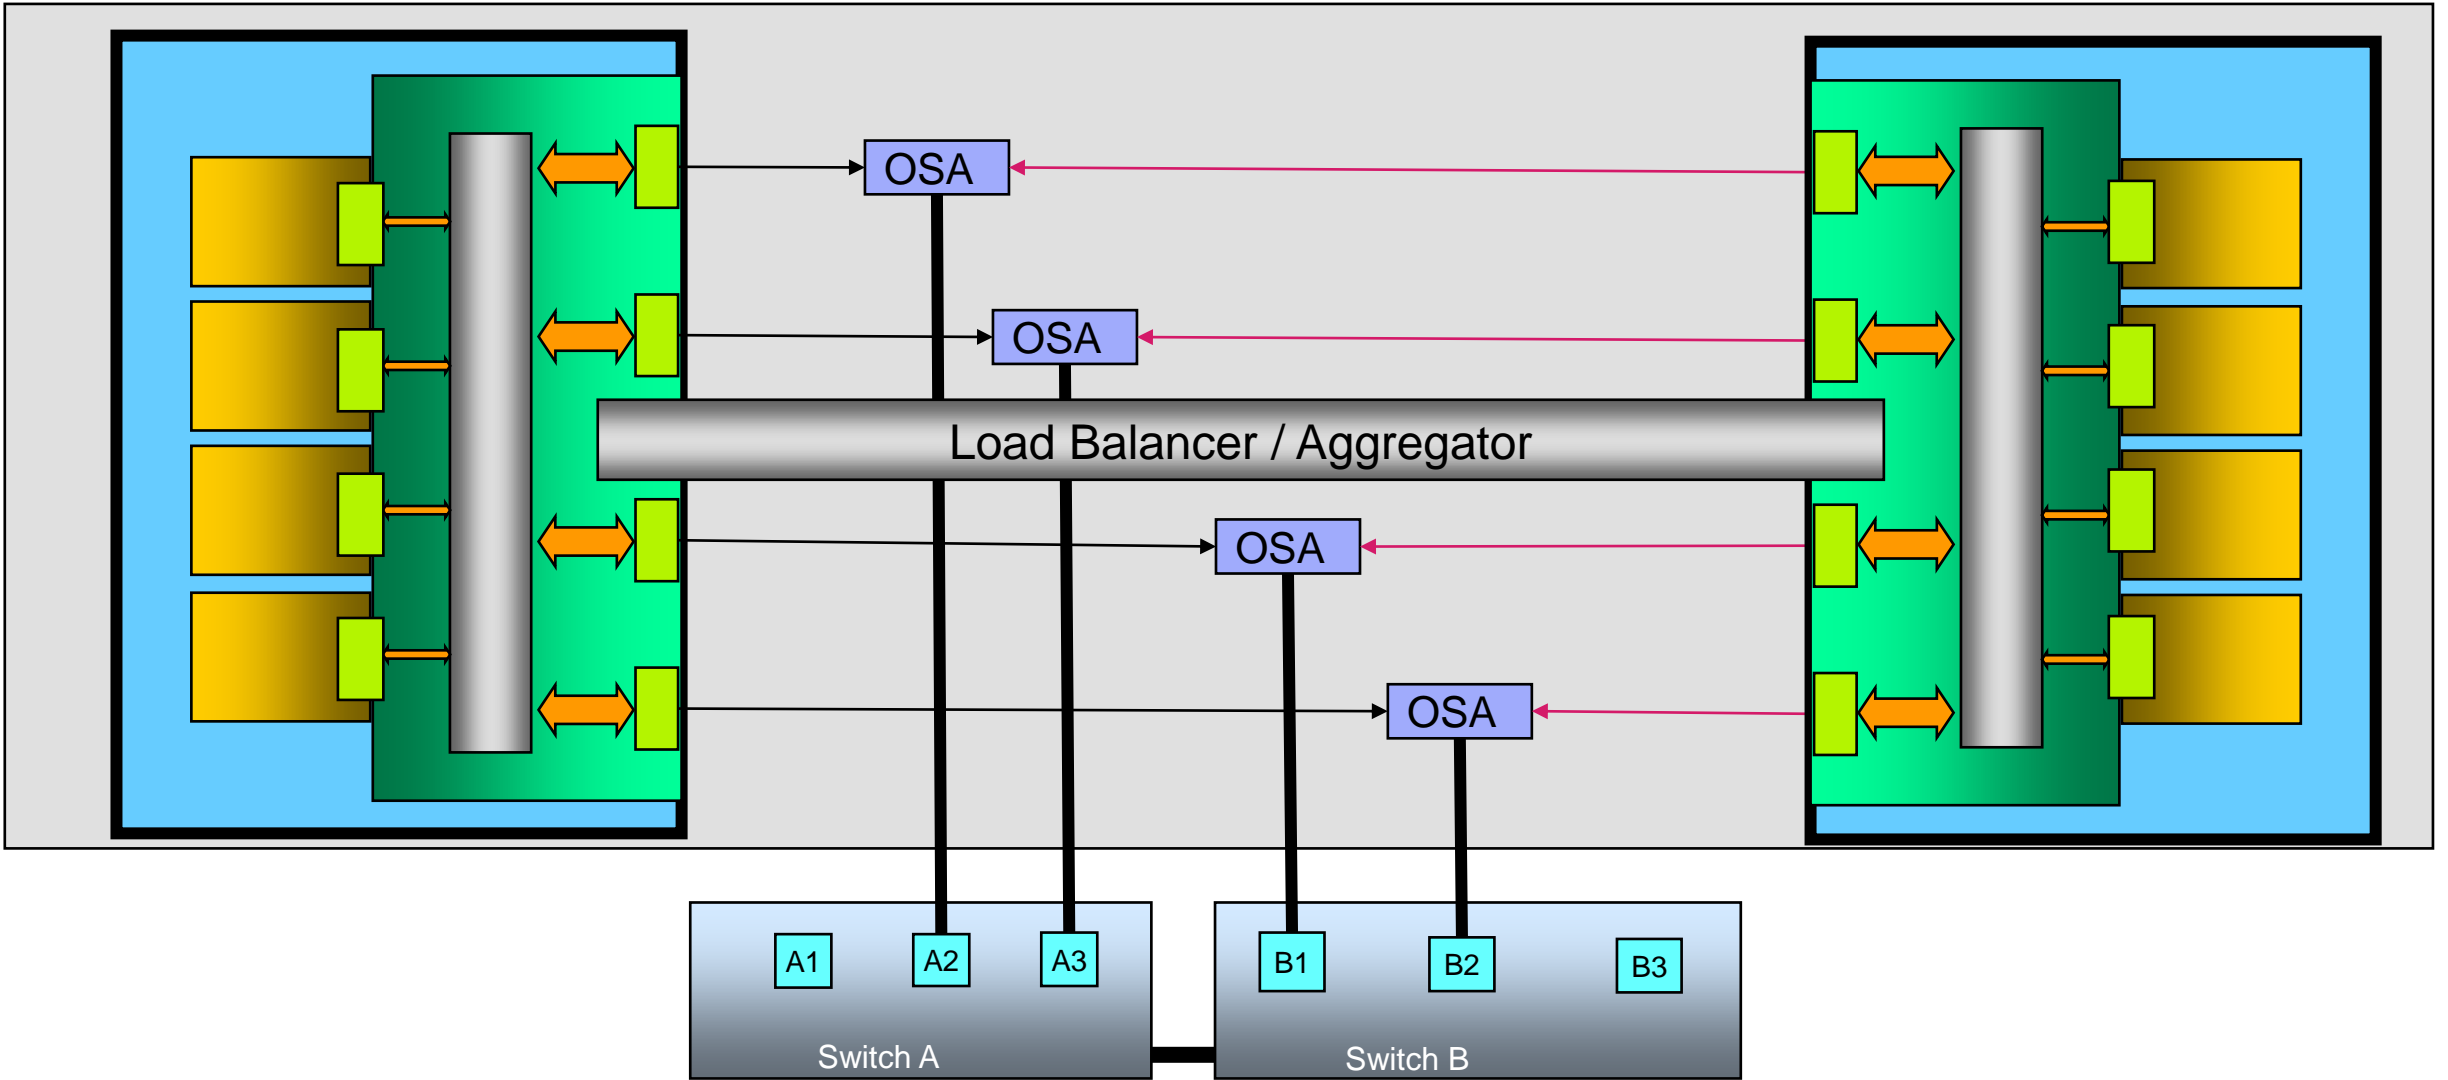 OSA
OSA
Load Balancer / Aggregator
OSA
OSA
A1
A2
A3
B1
B2
B3
Switch A
Switch B